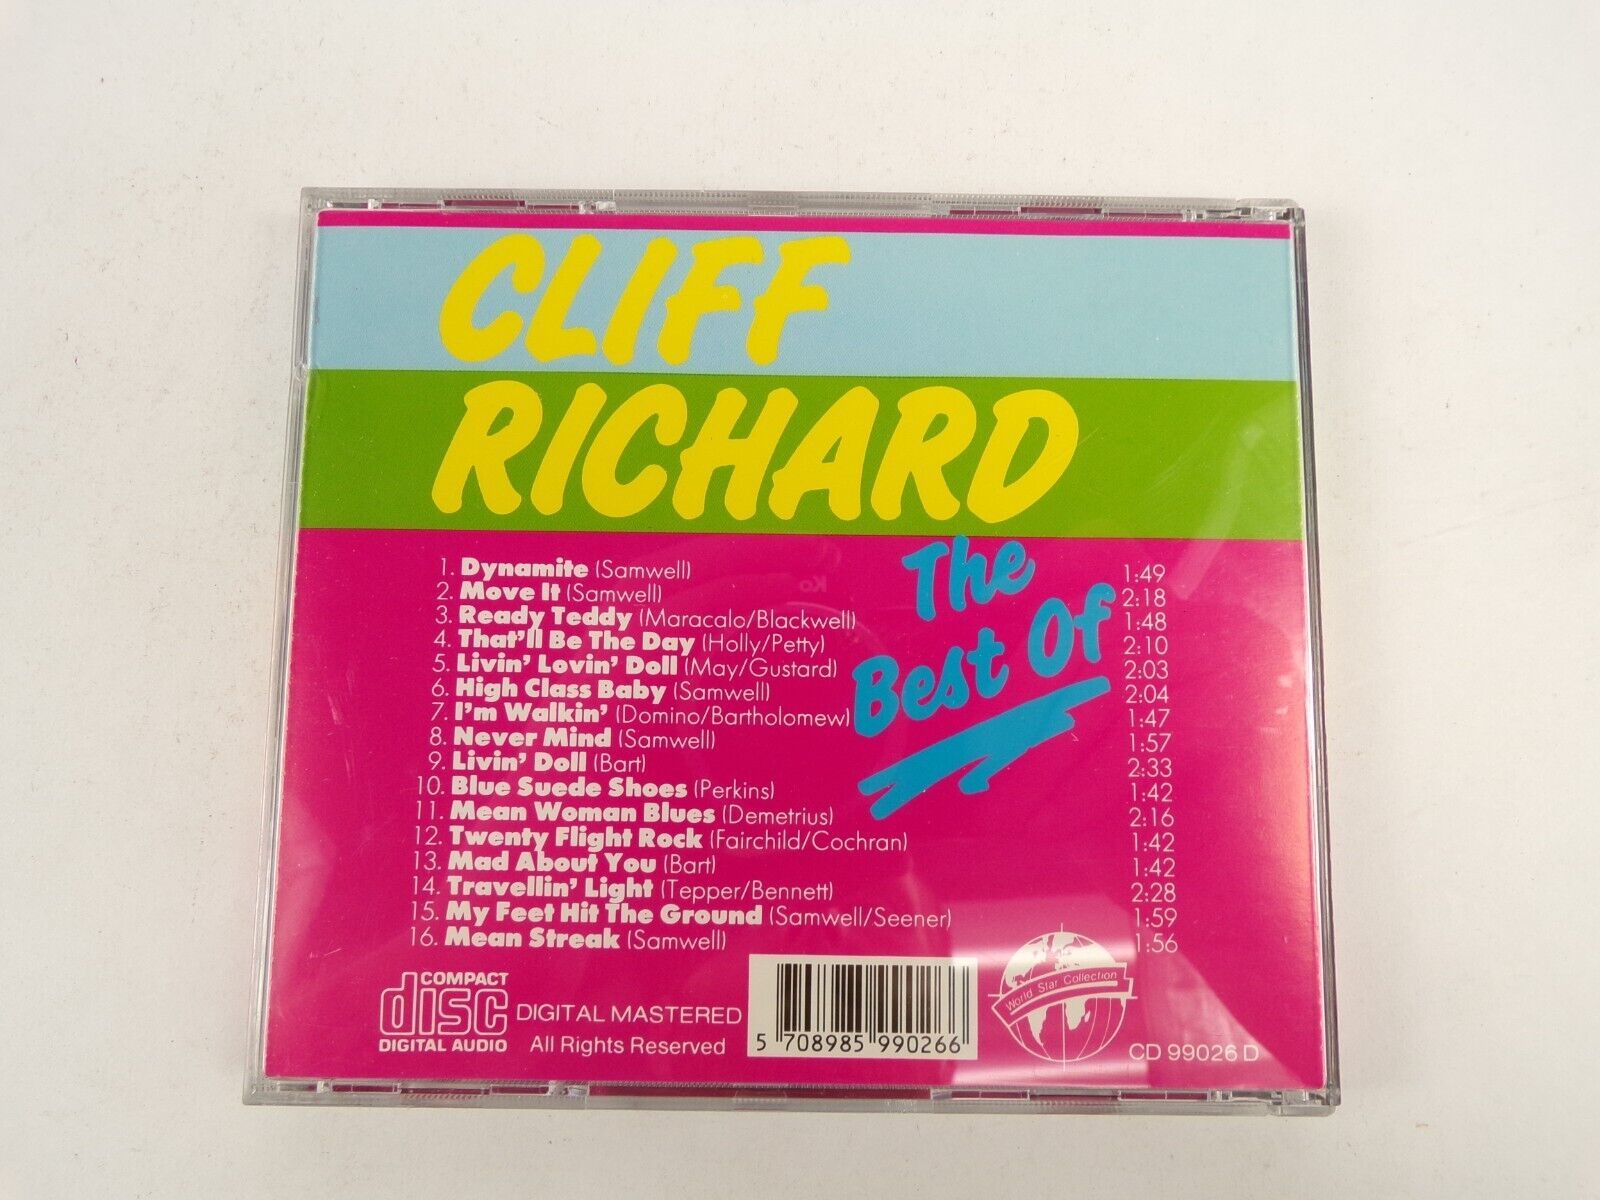 CLIFF
RICHARD
The
Best Of
1. Dynamite (Samwell) 1:49
2. Move It (Samwell) 2:18
3. Ready Teddy (Maracalo/Blackwell) 1:48
4. That'll Be The Day (Holly/Petty) 2:10
5. Livin' Lovin' Doll (May/Gustard) 2:03
6. High Class Baby (Samwell) 2:04
7. I'm Walkin' (Domino/Bartholomew) 1:47
8. Never Mind (Samwell) 1:57
9. Livin' Doll (Bart) 2:33
10. Blue Suede Shoes (Perkins) 1:42
11. Mean Woman Blues (Demetrius) 2:16
12. Twenty Flight Rock (Fairchild/Cochran) 1:42
13. Mad About You (Bart) 1:42
14. Travellin' Light (Tepper/Bennett) 2:28
15. My Feet Hit The Ground (Samwell/Seener) 1:59
16. Mean Streak (Samwell) 1:56
COMPACT
disc
DIGITAL AUDIO
DIGITAL MASTERED
All Rights Reserved
5 708985 990266
World Star Collection
CD 99026 D